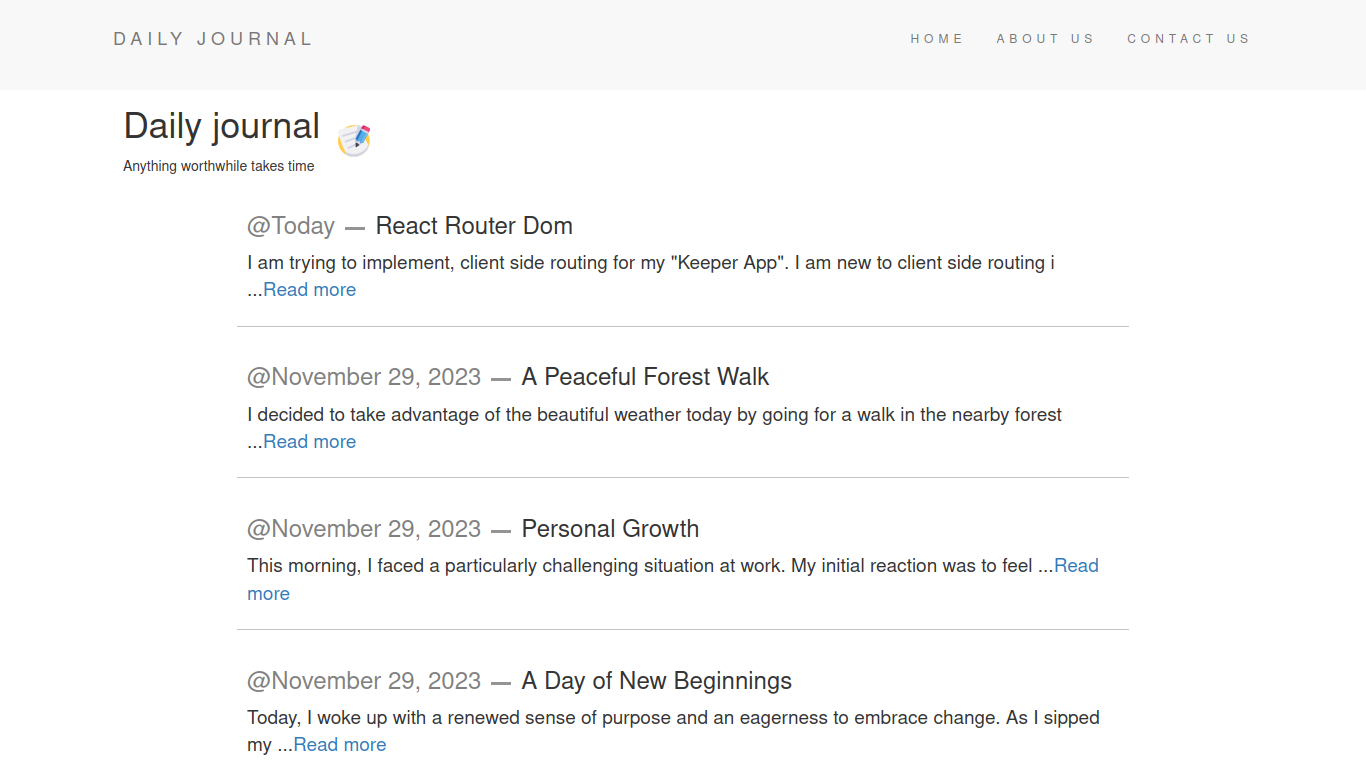 DAILY JOURNAL
HOME ABOUT US CONTACT US
Daily journal
Anything worthwhile takes time
@Today — React Router Dom
I am trying to implement, client side routing for my "Keeper App". I am new to client side routing i
...Read more
@November 29, 2023 — A Peaceful Forest Walk
I decided to take advantage of the beautiful weather today by going for a walk in the nearby forest
...Read more
@November 29, 2023 — Personal Growth
This morning, I faced a particularly challenging situation at work. My initial reaction was to feel ...Read
more
@November 29, 2023 — A Day of New Beginnings
Today, I woke up with a renewed sense of purpose and an eagerness to embrace change. As I sipped
my ...Read more